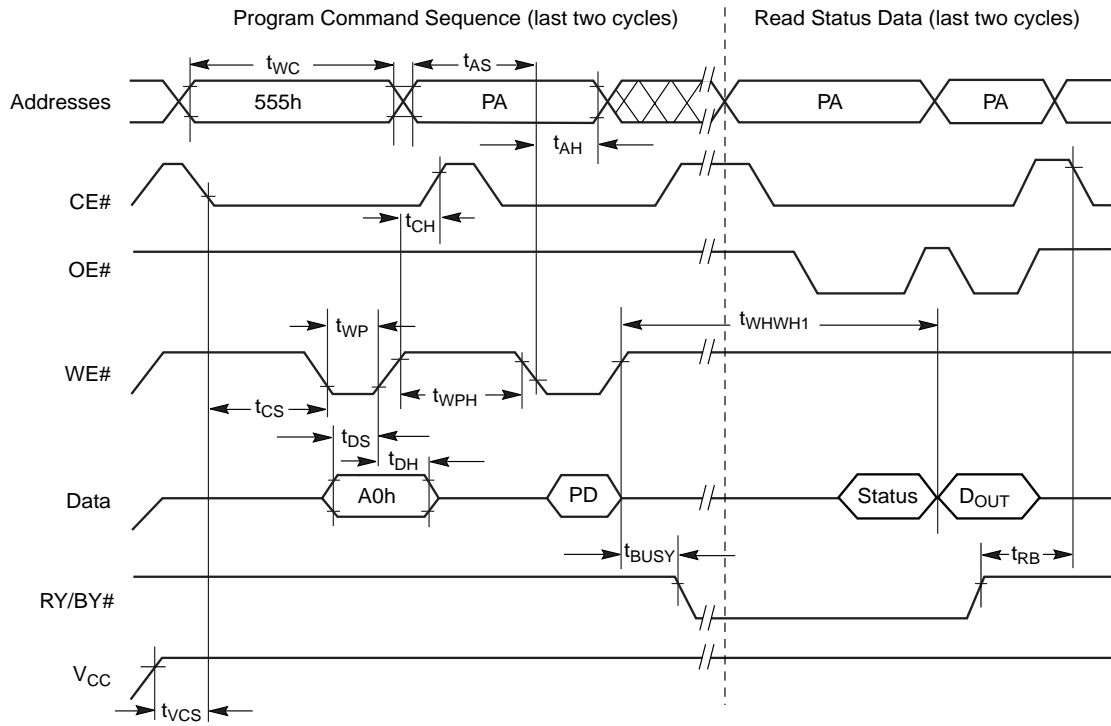 Program Command Sequence (last two cycles)
Read Status Data (last two cycles)
tWC
tAS
Addresses
555h
PA
PA
PA
tAH
CE#
tCH
OE#
tWP
tWHWH1
WE#
tCS
tWPH
tDS
tDH
Data
A0h
PD
Status
DOUT
tBUSY
tRB
RY/BY#
VCC
tVCS